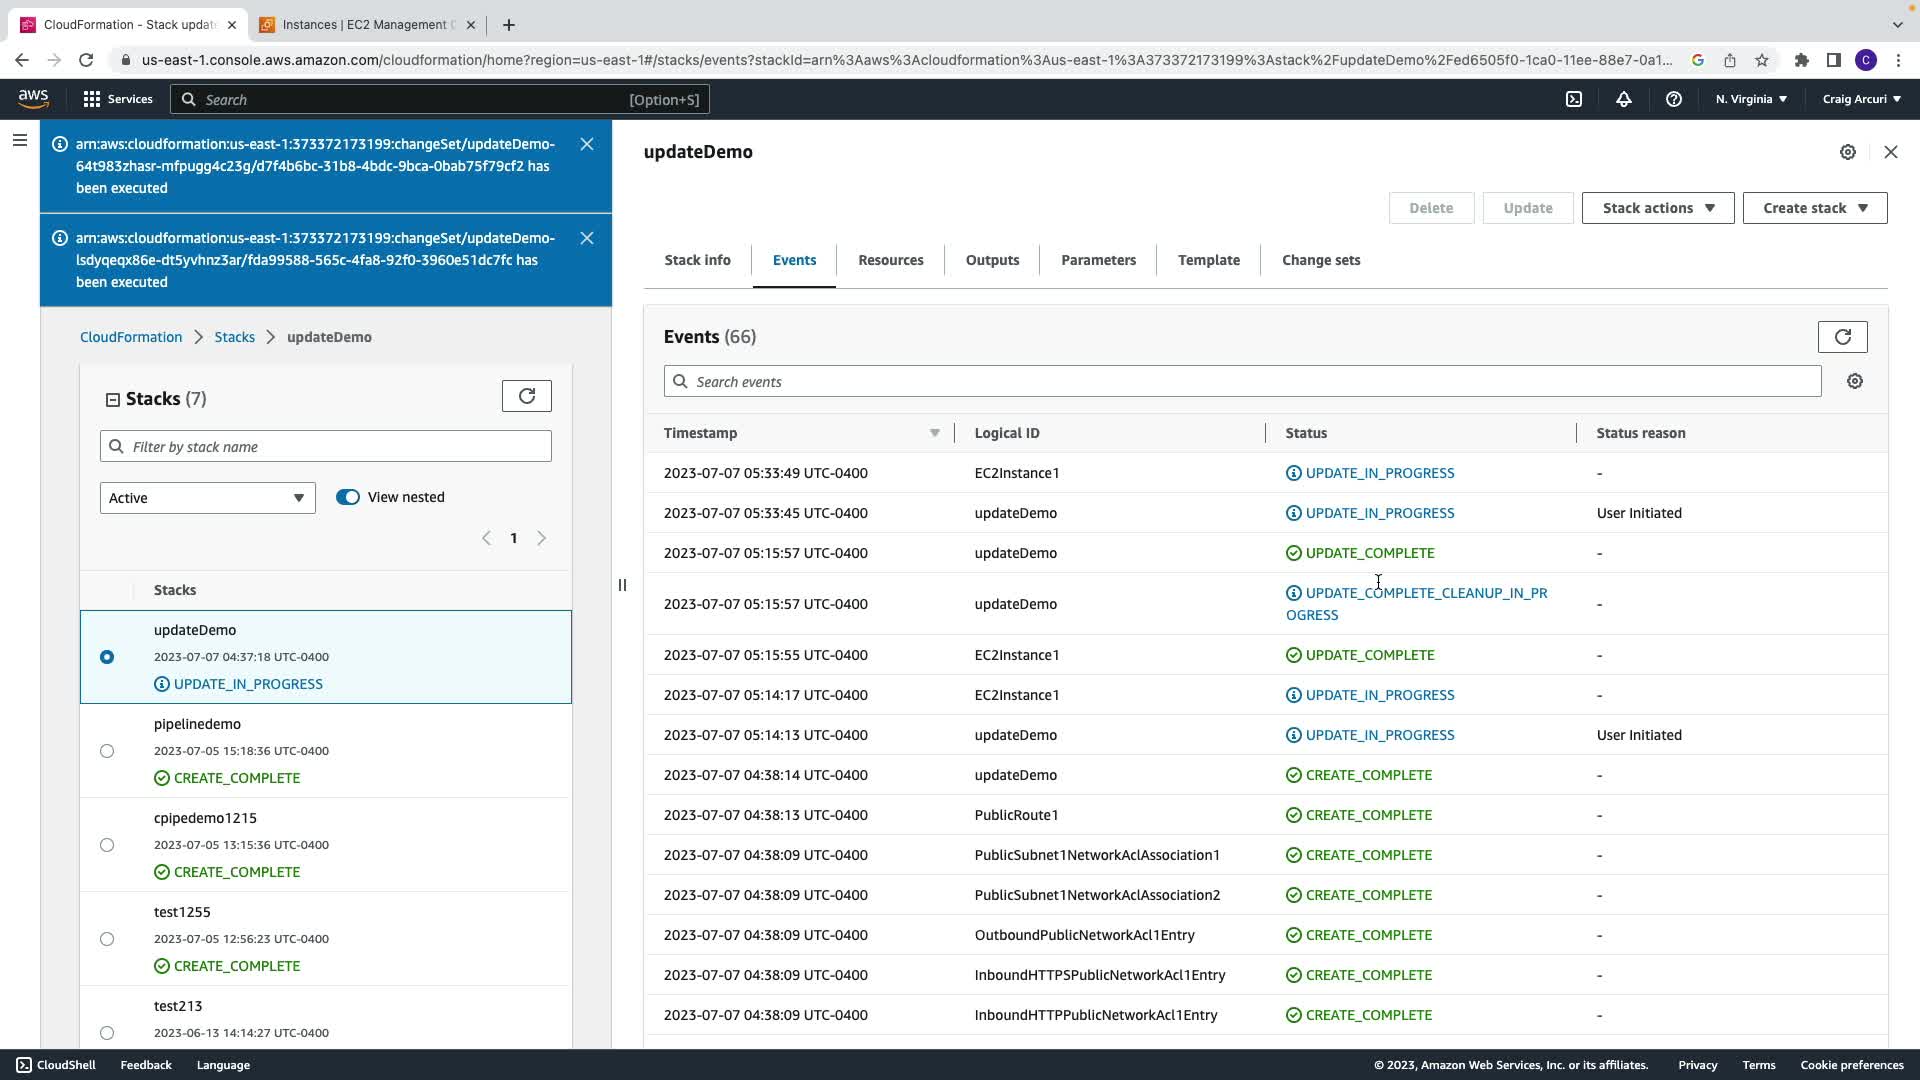 CloudFormation - Stack update
Instances | EC2 Management C
us-east-1.console.aws.amazon.com/cloudformation/home?region=us-east-1#/stacks/events?stackId=arn%3Aaws%3Acloudformation%3Aus-east-1%3A373372173199%3Astack%2FupdateDemo%2Fed6505f0-1ca0-11ee-88e7-0a1...
C
aws
Services
Search
[Option+S]
N. Virginia
Craig Arcuri
arn:aws:cloudformation:us-east-1:373372173199:changeSet/updateDemo-
64t983zhasr-mfpugg4c23g/d7f4b6bc-31b8-4bdc-9bca-0bab75f79cf2 has
been executed
arn:aws:cloudformation:us-east-1:373372173199:changeSet/updateDemo-
lsdyqeqx86e-dt5yvhnz3ar/fda99588-565c-4fa8-92f0-3960e51dc7fc has
been executed
CloudFormation
Stacks
updateDemo
Stacks (7)
Filter by stack name
Active
View nested
1
Stacks
updateDemo
2023-07-07 04:37:18 UTC-0400
UPDATE_IN_PROGRESS
pipelinedemo
2023-07-05 15:18:36 UTC-0400
CREATE_COMPLETE
cpipedemo1215
2023-07-05 13:15:36 UTC-0400
CREATE_COMPLETE
test1255
2023-07-05 12:56:23 UTC-0400
CREATE_COMPLETE
test213
2023-06-13 14:14:27 UTC-0400
updateDemo
Delete
Update
Stack actions
Create stack
Stack info
Events
Resources
Outputs
Parameters
Template
Change sets
Events (66)
Search events
Timestamp Logical ID Status Status reason
2023-07-07 05:33:49 UTC-0400 EC2Instance1 UPDATE_IN_PROGRESS -
2023-07-07 05:33:45 UTC-0400 updateDemo UPDATE_IN_PROGRESS User Initiated
2023-07-07 05:15:57 UTC-0400 updateDemo UPDATE_COMPLETE -
2023-07-07 05:15:57 UTC-0400 updateDemo UPDATE_COMPLETE_CLEANUP_IN_PR
OGRESS -
2023-07-07 05:15:55 UTC-0400 EC2Instance1 UPDATE_COMPLETE -
2023-07-07 05:14:17 UTC-0400 EC2Instance1 UPDATE_IN_PROGRESS -
2023-07-07 05:14:13 UTC-0400 updateDemo UPDATE_IN_PROGRESS User Initiated
2023-07-07 04:38:14 UTC-0400 updateDemo CREATE_COMPLETE -
2023-07-07 04:38:13 UTC-0400 PublicRoute1 CREATE_COMPLETE -
2023-07-07 04:38:09 UTC-0400 PublicSubnet1NetworkAclAssociation1 CREATE_COMPLETE -
2023-07-07 04:38:09 UTC-0400 PublicSubnet1NetworkAclAssociation2 CREATE_COMPLETE -
2023-07-07 04:38:09 UTC-0400 OutboundPublicNetworkAcl1Entry CREATE_COMPLETE -
2023-07-07 04:38:09 UTC-0400 InboundHTTPSPublicNetworkAcl1Entry CREATE_COMPLETE -
2023-07-07 04:38:09 UTC-0400 InboundHTTPPublicNetworkAcl1Entry CREATE_COMPLETE -
CloudShell
Feedback
Language
© 2023, Amazon Web Services, Inc. or its affiliates.
Privacy
Terms
Cookie preferences